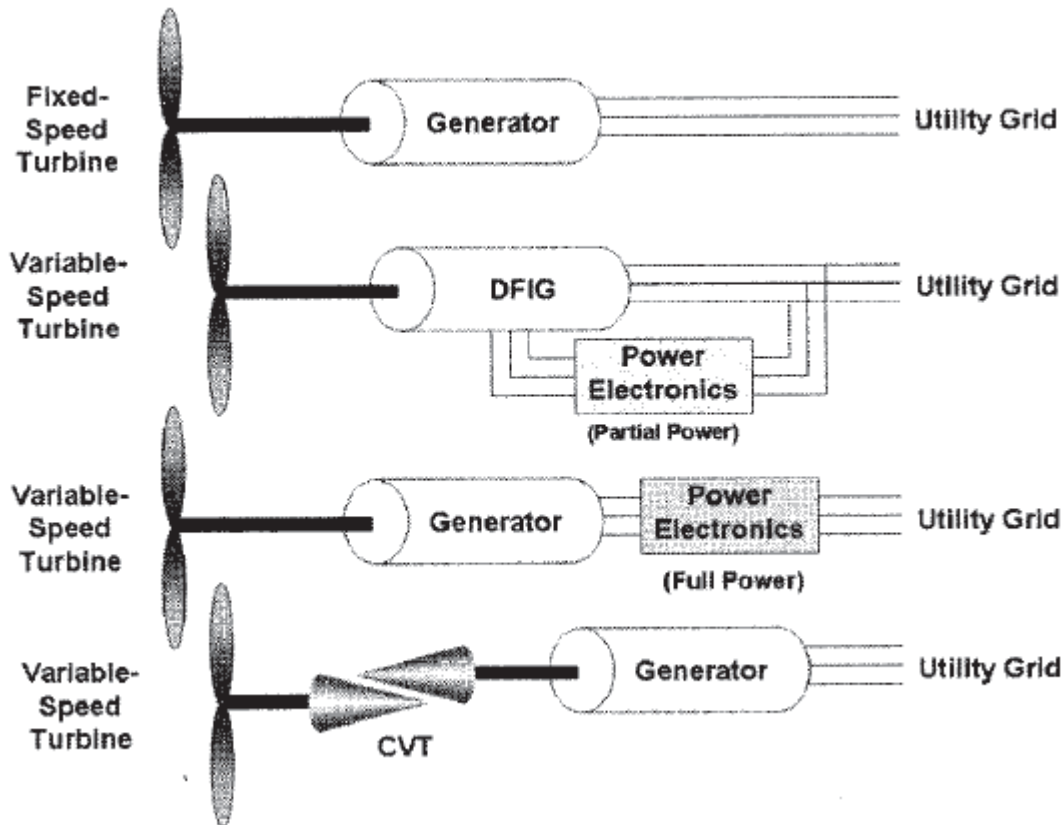 Fixed-
Speed
Turbine
Generator
Utility Grid
Variable-
Speed
Turbine
DFIG
Utility Grid
Power
Electronics
(Partial Power)
Variable-
Speed
Turbine
Generator
Power
Electronics
(Full Power)
Utility Grid
Variable-
Speed
Turbine
CVT
Generator
Utility Grid